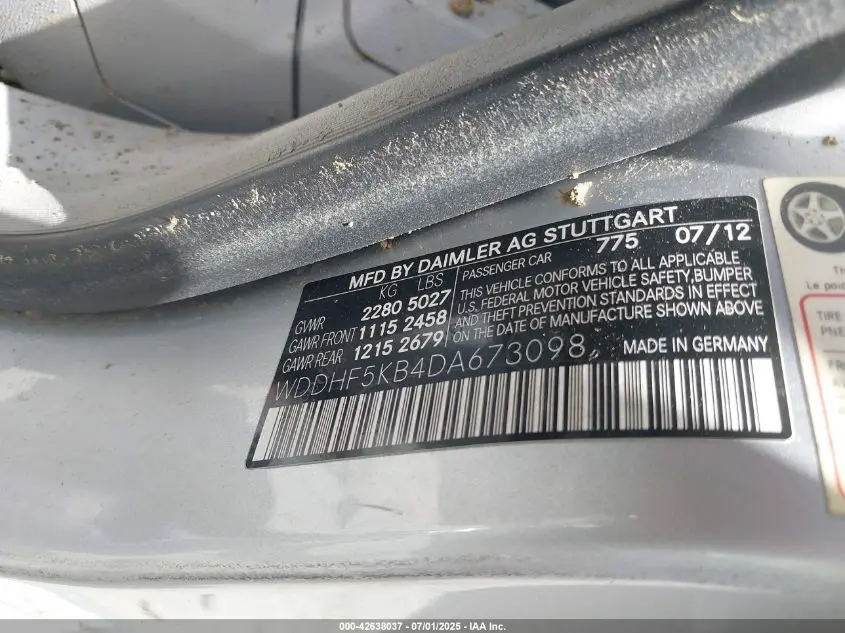 MFD BY DAIMLER AG STUTTGART
775 07/12
KG LBS
GVWR 2280 5027
GAWR FRONT 1115 2458
GAWR REAR 1215 2679
PASSENGER CAR
THIS VEHICLE CONFORMS TO ALL APPLICABLE
U.S. FEDERAL MOTOR VEHICLE SAFETY,BUMPER
AND THEFT PREVENTION STANDARDS IN EFFECT
ON THE DATE OF MANUFACTURE SHOWN ABOVE
WDDHF5KB4DA673098,
MADE IN GERMANY
Le poid
TIRE
000-42638037 - 07/01/2025 - IAA Inc.